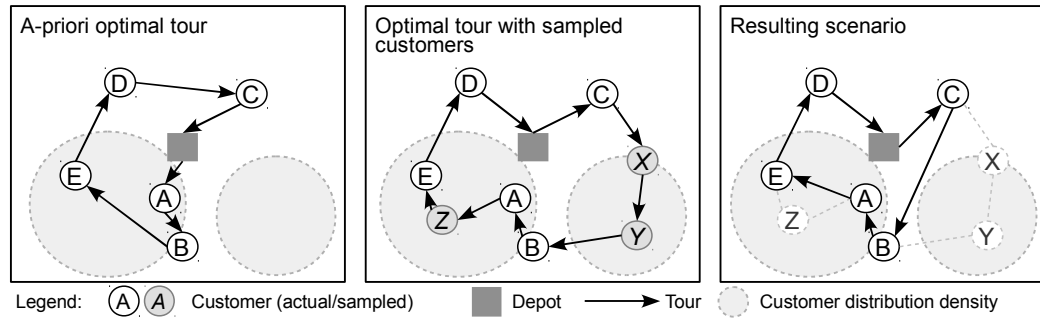 A-priori optimal tour
D
C
E
A
B
Optimal tour with sampled
customers
D
C
X
E
A
Z
Y
B
Resulting scenario
D
C
X
E
A
Z
Y
B
Legend: A A Customer (actual/sampled) Depot Tour Customer distribution density